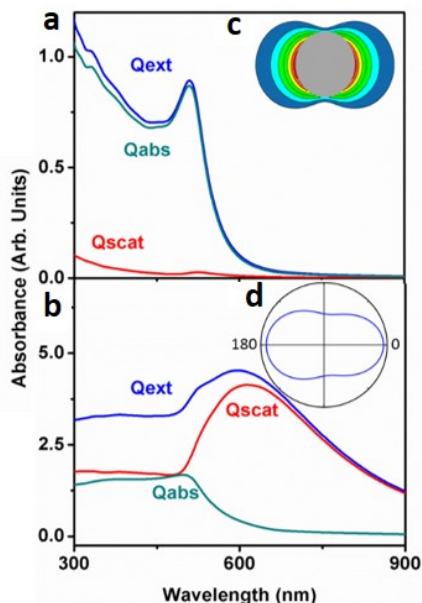 a
c
Qext
1.0
Qabs
0.5
Qscat
0.0
Absorbance (Arb. Units)
b
d
180
0
Qext
5.0
Qscat
2.5
Qabs
0.0
300
600
900
Wavelength (nm)